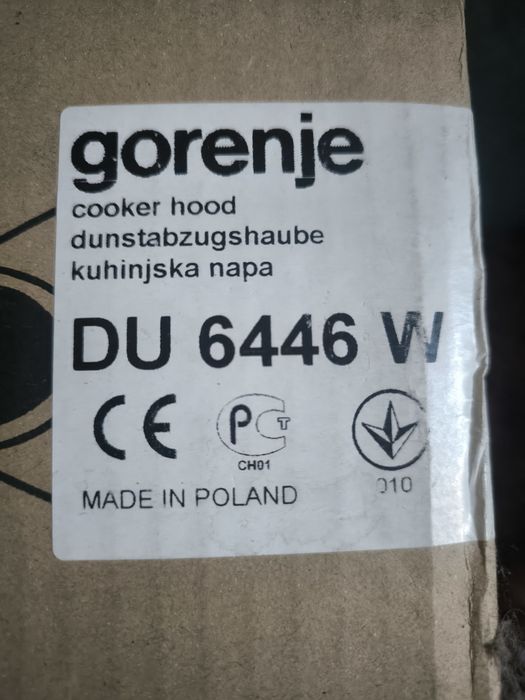 gorenje
cooker hood
dunstabzugshaube
kuhinjska napa
DU 6446 W
CE PCT
CH01
010
MADE IN POLAND